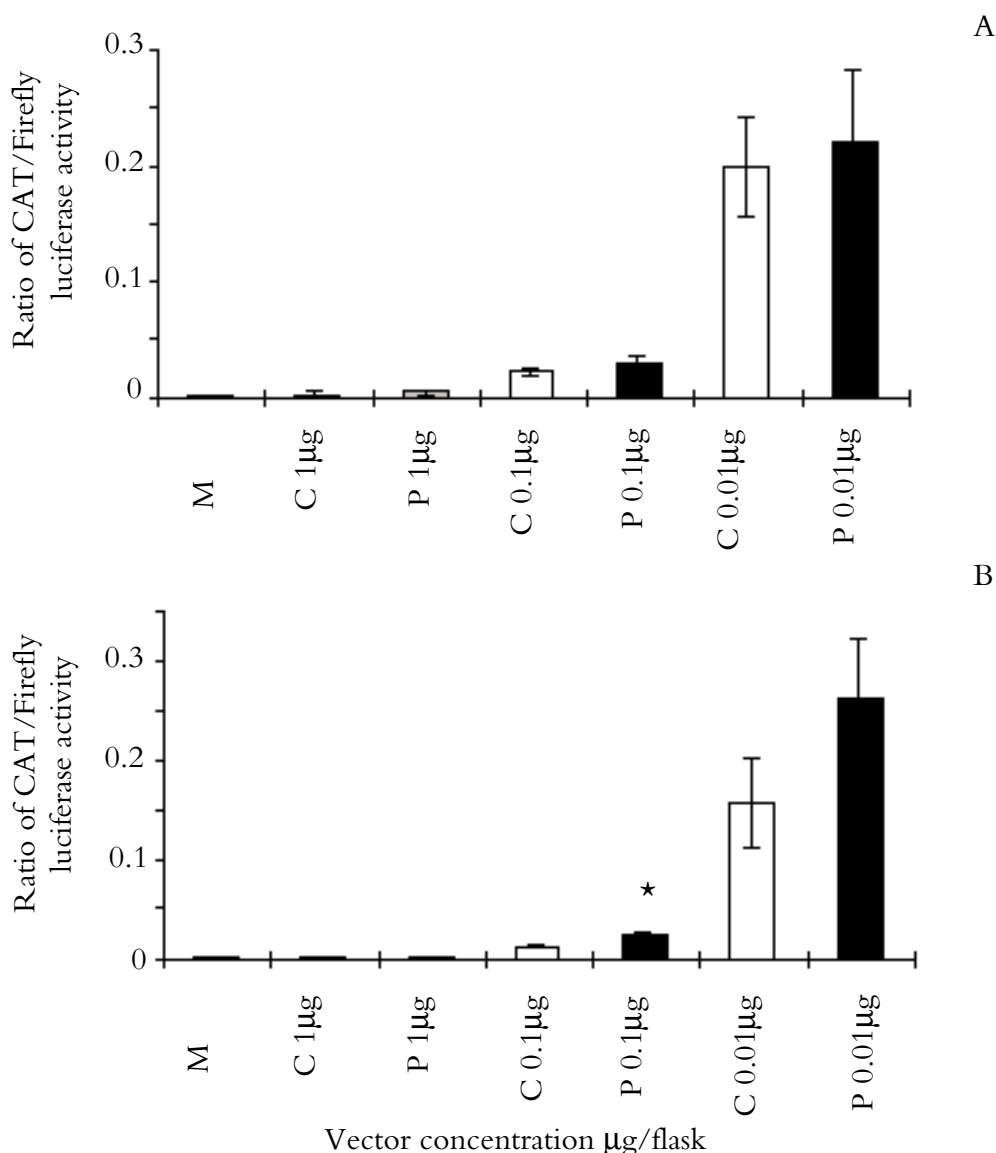 A
Ratio of CAT/Firefly
luciferase activity
0.3
0.2
0.1
0
M
C 1μg
P 1μg
C 0.1μg
P 0.1μg
C 0.01μg
P 0.01μg
B
Ratio of CAT/Firefly
luciferase activity
0.3
0.2
0.1
0
★
M
C 1μg
P 1μg
C 0.1μg
P 0.1μg
C 0.01μg
P 0.01μg
Vector concentration μg/flask